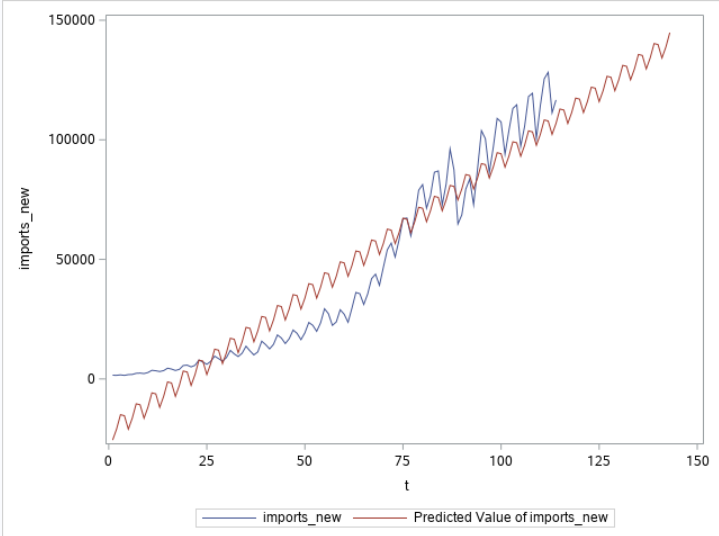 150000
100000
50000
0
imports_new
0 25 50 75 100 125 150
t
imports_new Predicted Value of imports_new